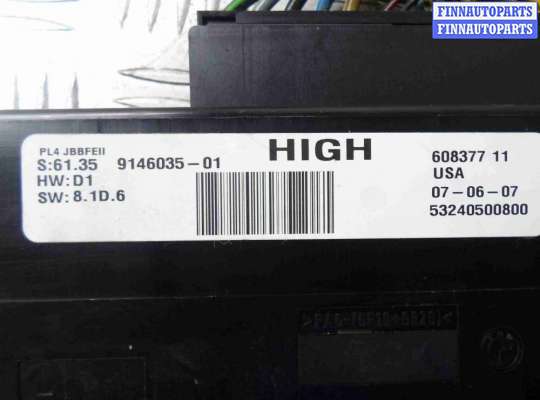 FINNAUTOPARTS
53240500800
PL4 JBBFEII
S:61.35 9146035-01
HW:D1
SW: 8.1D.6
HIGH
608377 11
USA
07-06-07
53240500800